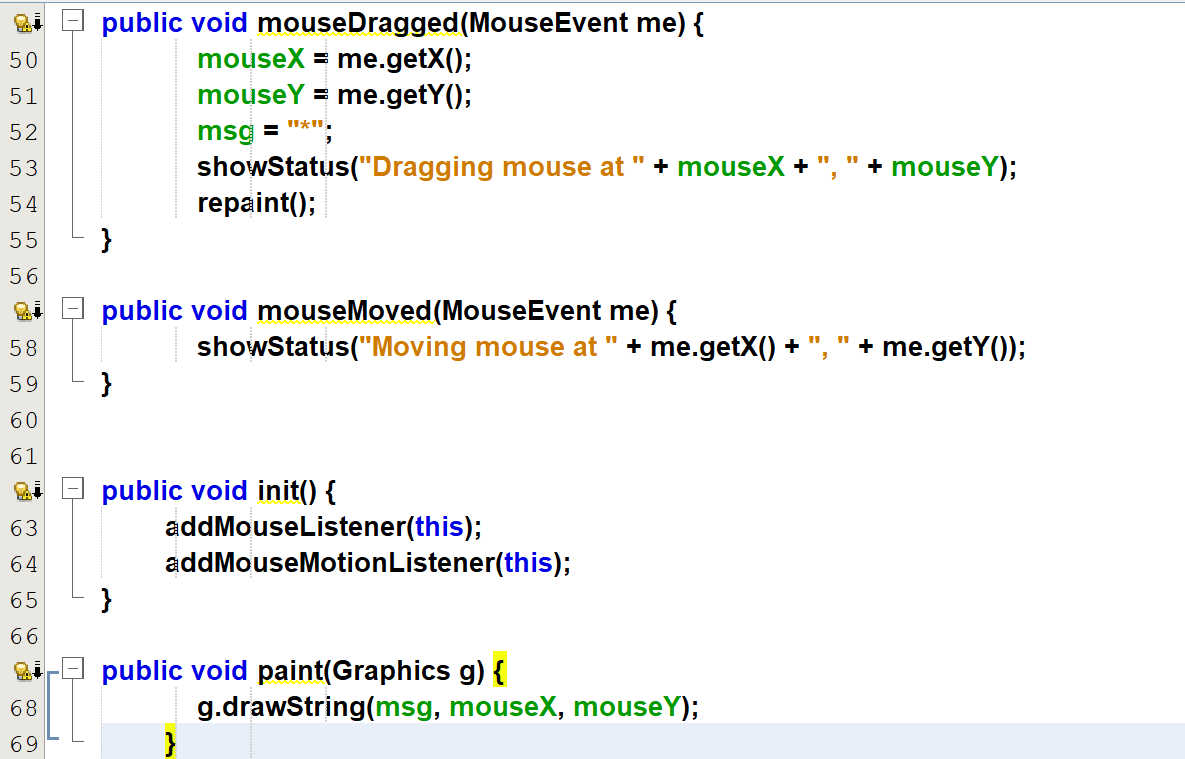 public void mouseDragged(MouseEvent me) {
50 mouseX = me.getX();
51 mouseY = me.getY();
52 msg = "*";
53 showStatus("Dragging mouse at " + mouseX + ", " + mouseY);
54 repaint();
55 }
56
public void mouseMoved(MouseEvent me) {
58 showStatus("Moving mouse at " + me.getX() + ", " + me.getY());
59 }
60
61
public void init() {
63 addMouseListener(this);
64 addMouseMotionListener(this);
65 }
66
public void paint(Graphics g) {
68 g.drawString(msg, mouseX, mouseY);
69 }